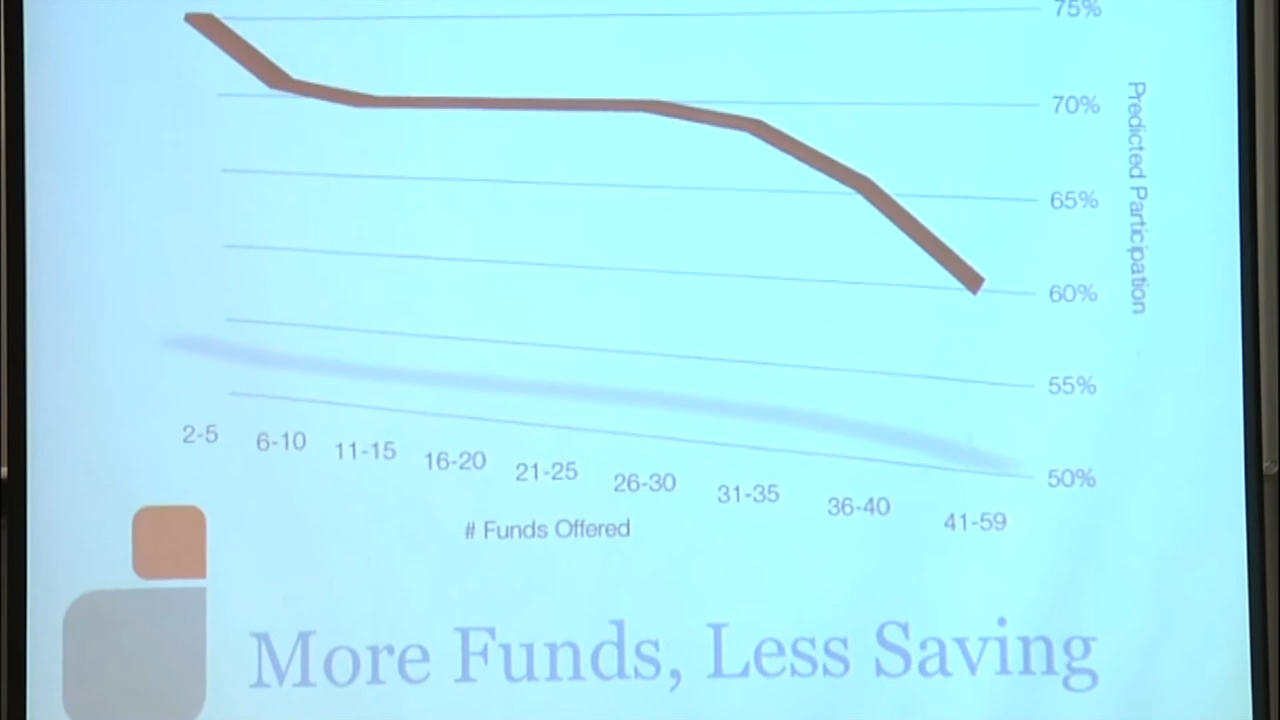 75%
70%
65%
60%
55%
50%
Predicted Participation
2-5 6-10 11-15 16-20 21-25 26-30 31-35 36-40 41-59
# Funds Offered
More Funds, Less Saving